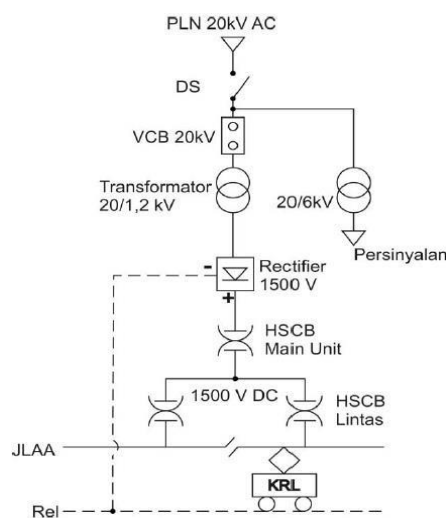 PLN 20kV AC
DS
VCB 20kV
Transformator
20/1,2 kV
20/6kV
Persinyalan
-
Rectifier
1500 V
+
HSCB
Main Unit
1500 V DC
HSCB
Lintas
JLAA
KRL
Rel